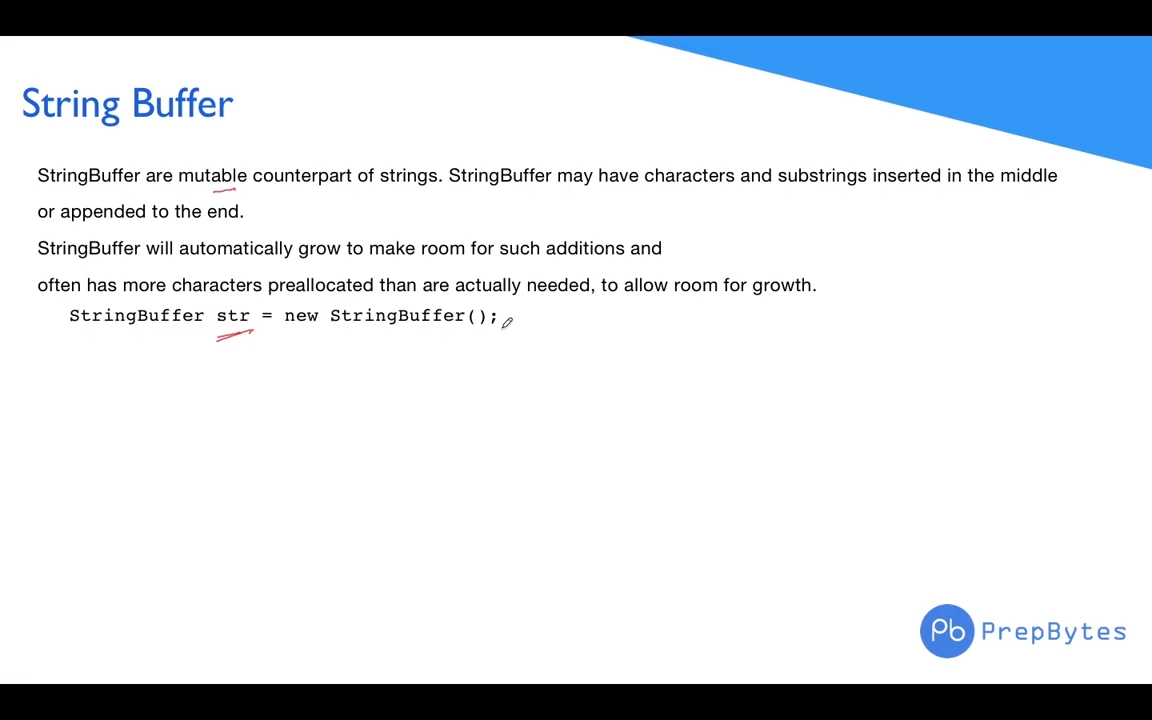 String Buffer
StringBuffer are mutable counterpart of strings. StringBuffer may have characters and substrings inserted in the middle
or appended to the end.
StringBuffer will automatically grow to make room for such additions and
often has more characters preallocated than are actually needed, to allow room for growth.
StringBuffer str = new StringBuffer();
Pb PrepBytes